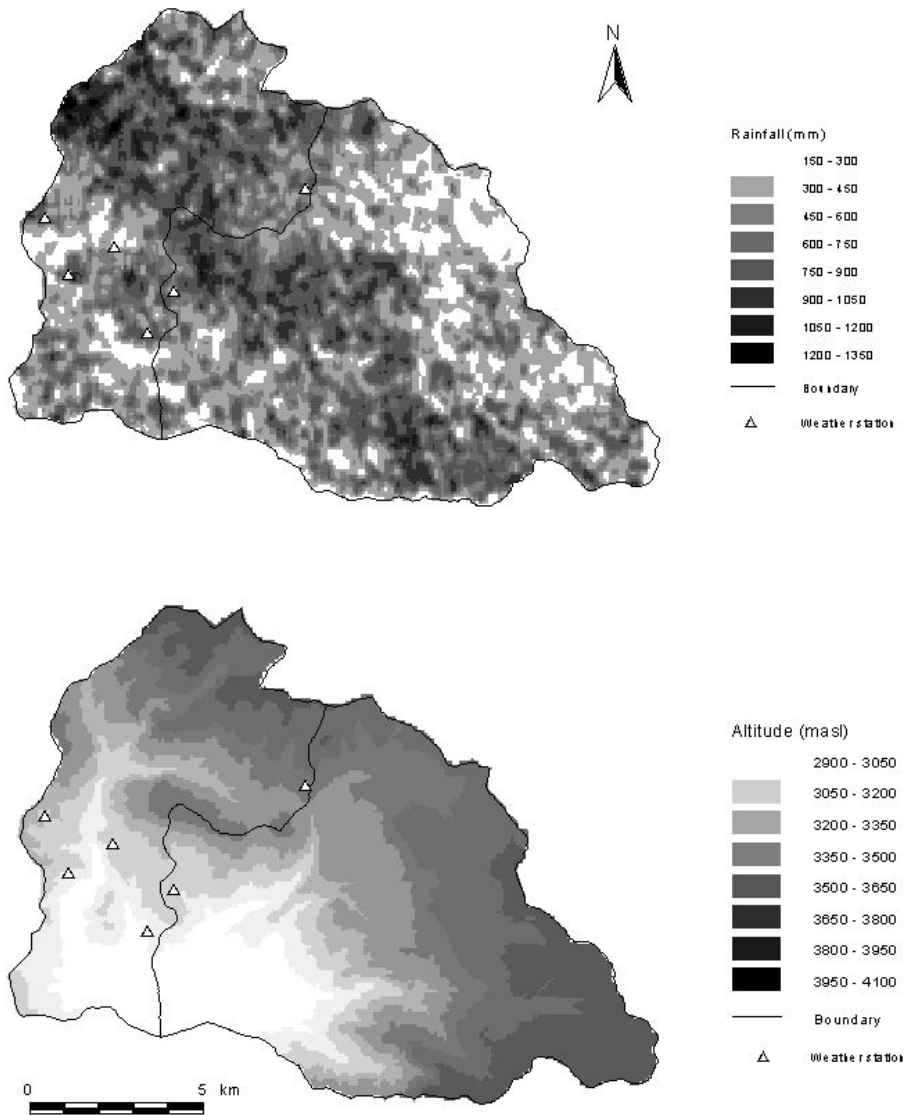 N
Rainfall (mm)
150 - 300
300 - 450
450 - 600
600 - 750
750 - 900
900 - 1050
1050 - 1200
1200 - 1350
Boundary
Weather station
Altitude (masl)
2900 - 3050
3050 - 3200
3200 - 3350
3350 - 3500
3500 - 3650
3650 - 3800
3800 - 3950
3950 - 4100
Boundary
Weather station
0 5 km